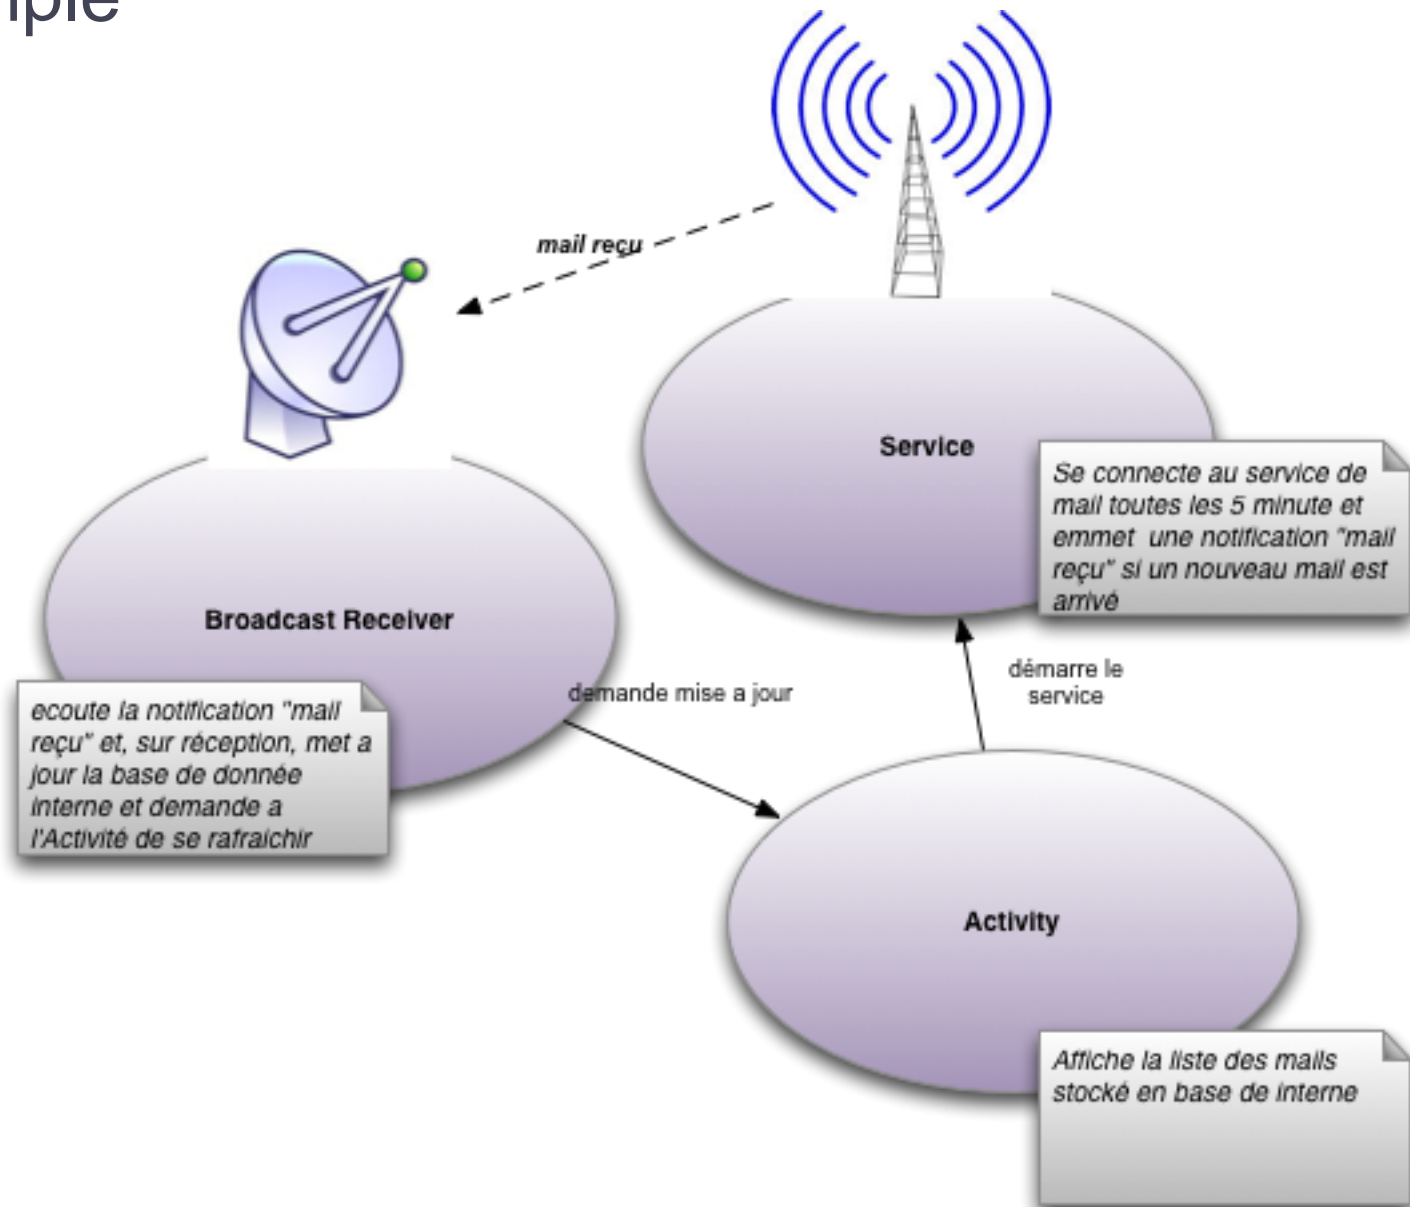 mail reçu
Service
Se connecte au service de
mail toutes les 5 minute et
emmet une notification "mail
reçu" si un nouveau mail est
arrivé
Broadcast Receiver
ecoute la notification "mail
reçu" et, sur réception, met a
jour la base de donnée
interne et demande a
l'Activité de se rafraichir
demande mise a jour
démarre le
service
Activity
Affiche la liste des mails
stocké en base de interne